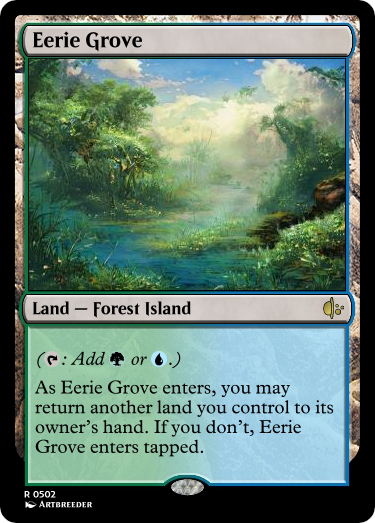 Eerie Grove
Land — Forest Island
(: Add or .)
As Eerie Grove enters, you may
return another land you control to its
owner's hand. If you don't, Eerie
Grove enters tapped.
R 0502
Artbreeder